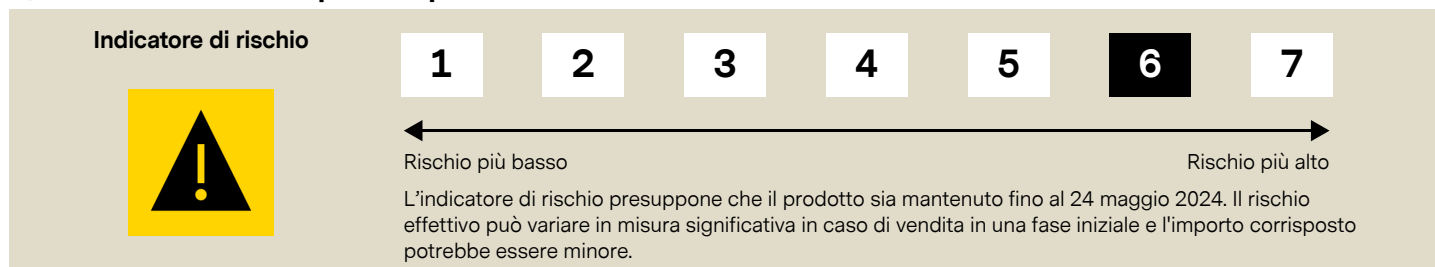 Indicatore di rischio
1 2 3 4 5 6 7
Rischio più basso Rischio più alto
L'indicatore di rischio presuppone che il prodotto sia mantenuto fino al 24 maggio 2024. Il rischio
effettivo può variare in misura significativa in caso di vendita in una fase iniziale e l'importo corrisposto
potrebbe essere minore.